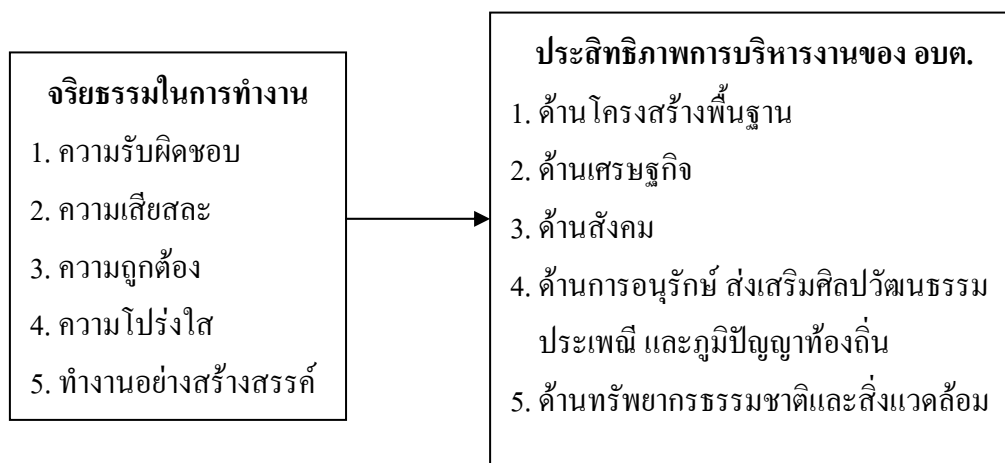 จริยธรรมในการทำงาน
1. ความรับผิดชอบ
2. ความเสียสละ
3. ความถูกต้อง
4. ความโปร่งใส
5. ทำงานอย่างสร้างสรรค์
ประสิทธิภาพการบริหารงานของ อบต.
1. ด้านโครงสร้างพื้นฐาน
2. ด้านเศรษฐกิจ
3. ด้านสังคม
4. ด้านการอนุรักษ์ ส่งเสริมศิลปวัฒนธรรม
ประเพณี และภูมิปัญญาท้องถิ่น
5. ด้านทรัพยากรธรรมชาติและสิ่งแวดล้อม